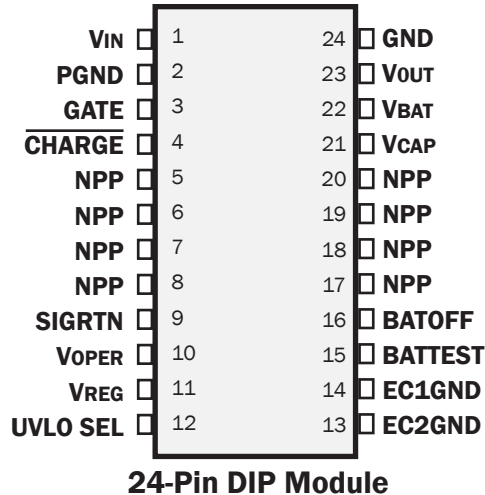 VIN 1 24 GND
PGND 2 23 VOUT
GATE 3 22 VBAT
CHARGE 4 21 VCAP
NPP 5 20 NPP
NPP 6 19 NPP
NPP 7 18 NPP
NPP 8 17 NPP
SIGRTN 9 16 BATOFF
VOPER 10 15 BATTEST
VREG 11 14 EC1GND
UVLO SEL 12 13 EC2GND
24-Pin DIP Module